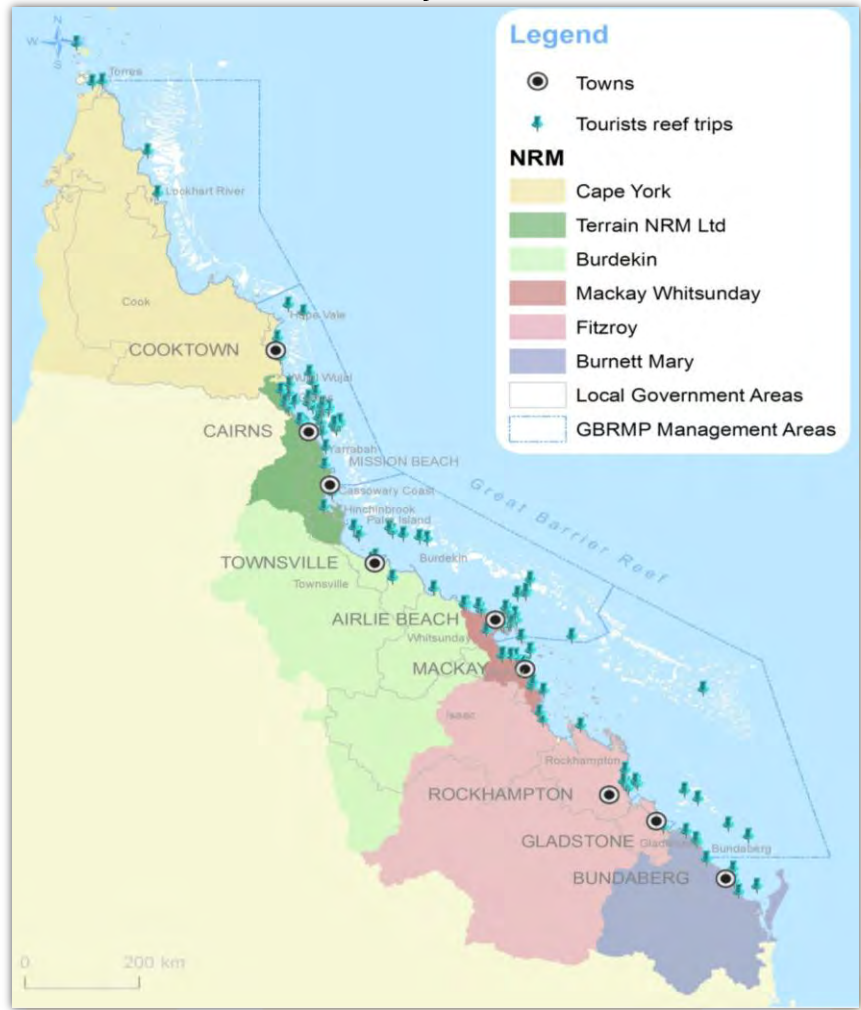 N
W
S
Torres
Lookhart River
Cook
Hope Vale
COOKTOWN
Wujal Wujal
CAIRNS
Yarrabah
MISSION BEACH
Cassowary Coast
Hinchinbrook
Palm Island
Great Barrier Reef
TOWNSVILLE
Burdekin
Townsville
AIRLIE BEACH
Whitsunday
MACKAY
Isaac
Rockhampton
ROCKHAMPTON
GLADSTONE
Gladstone
Bundaberg
BUNDABERG
0 200 km
Legend
Towns
Tourists reef trips
NRM
Cape York
Terrain NRM Ltd
Burdekin
Mackay Whitsunday
Fitzroy
Burnett Mary
Local Government Areas
GBRMP Management Areas